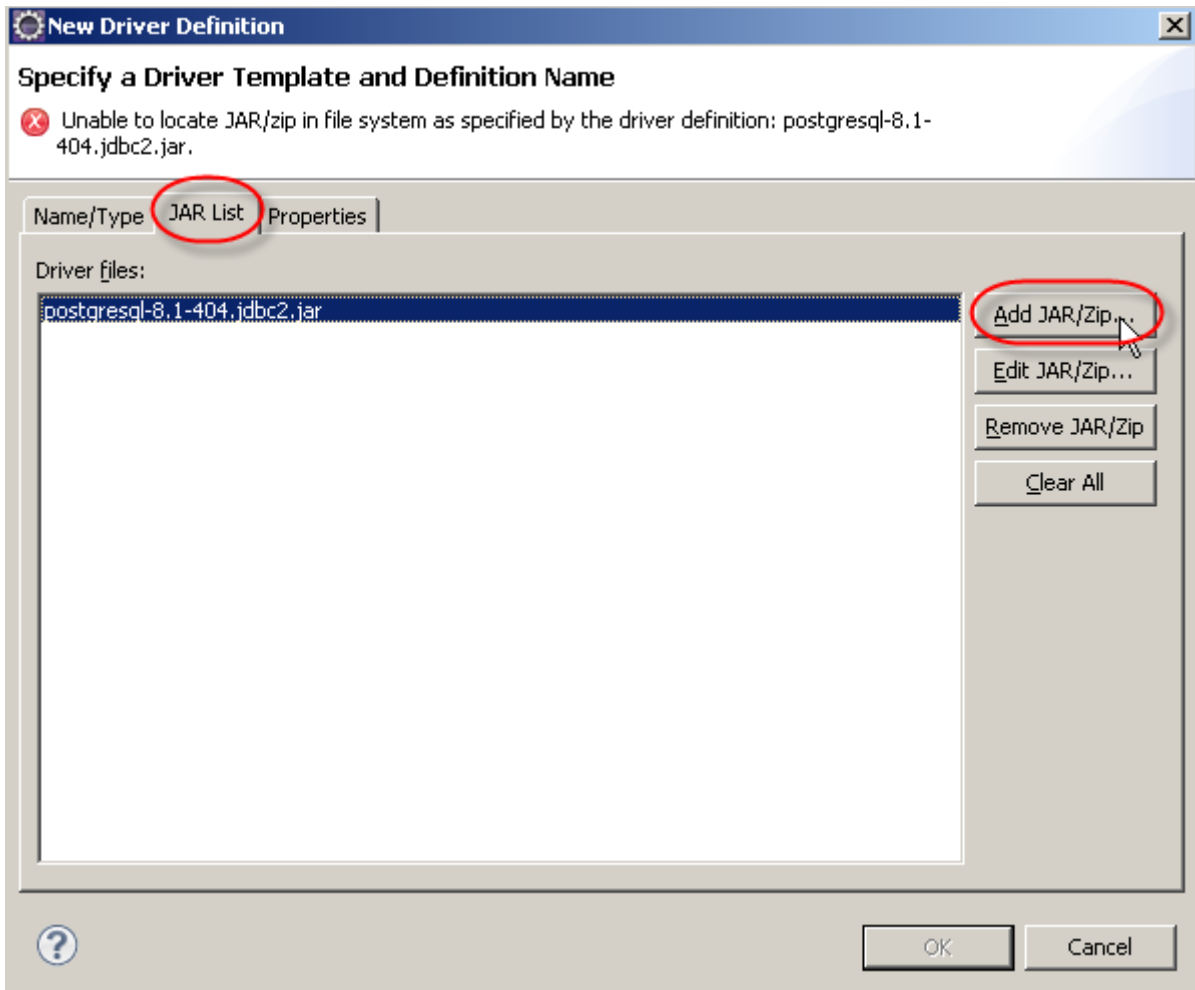 New Driver Definition
Specify a Driver Template and Definition Name
Unable to locate JAR/zip in file system as specified by the driver definition: postgresql-8.1-
404.jdbc2.jar.
Name/Type JAR List Properties
Driver files:
postgresql-8.1-404.jdbc2.jar
Add JAR/Zip...
Edit JAR/Zip...
Remove JAR/Zip
Clear All
OK Cancel